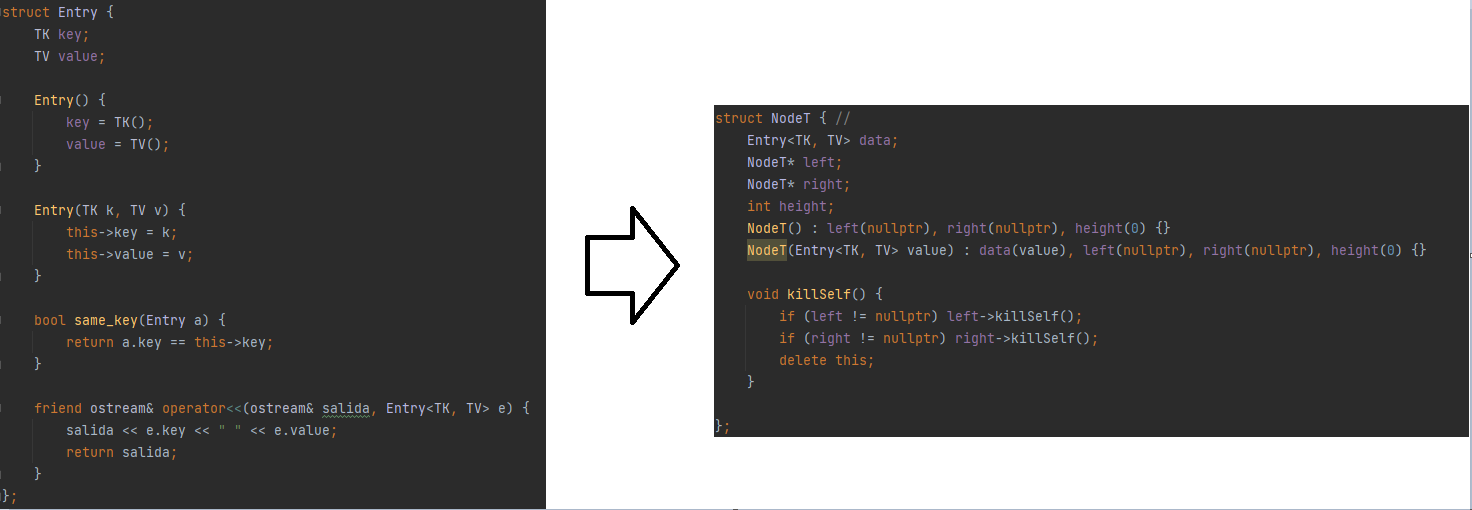 struct Entry {
TK key;
TV value;
Entry() {
key = TK();
value = TV();
}
Entry(TK k, TV v) {
this->key = k;
this->value = v;
}
bool same_key(Entry a) {
return a.key == this->key;
}
friend ostream& operator<<(ostream& salida, Entry<TK, TV> e) {
salida << e.key << " " << e.value;
return salida;
}
};
struct NodeT { //
Entry<TK, TV> data;
NodeT* left;
NodeT* right;
int height;
NodeT() : left(nullptr), right(nullptr), height(0) {}
NodeT(Entry<TK, TV> value) : data(value), left(nullptr), right(nullptr), height(0) {}
void killSelf() {
if (left != nullptr) left->killSelf();
if (right != nullptr) right->killSelf();
delete this;
}
};